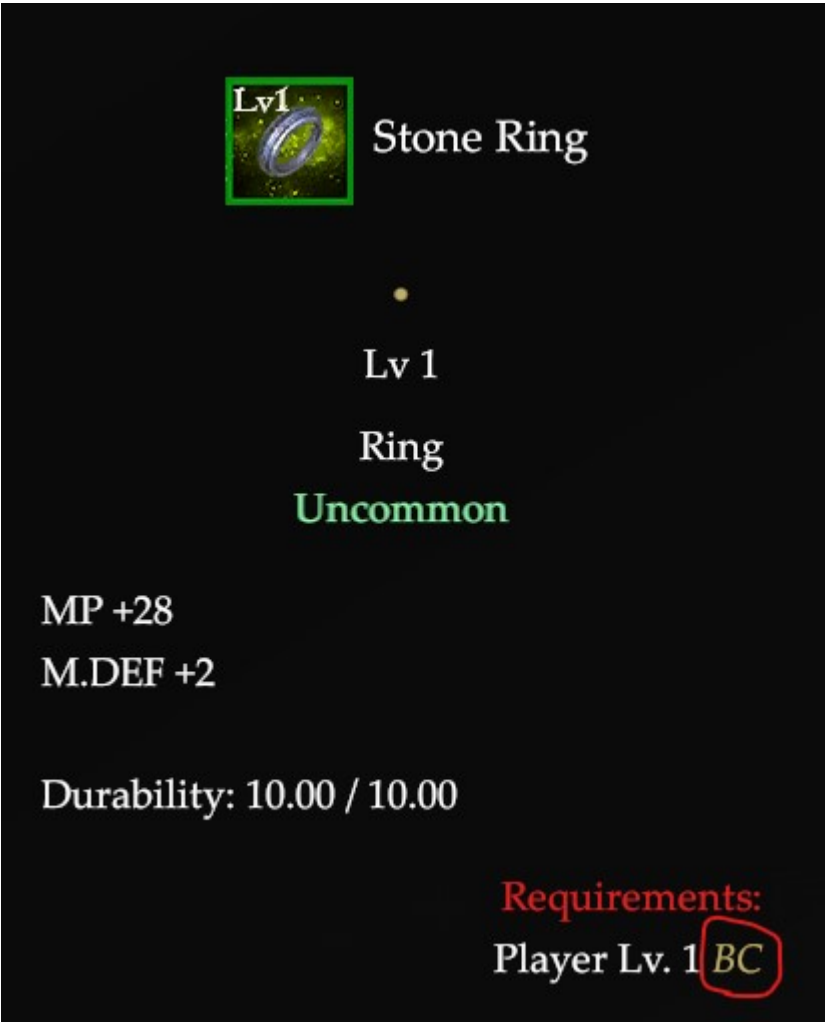 Lv1
Stone Ring
Lv 1
Ring
Uncommon
MP +28
M.DEF +2
Durability: 10.00 / 10.00
Requirements:
Player Lv. 1 BC